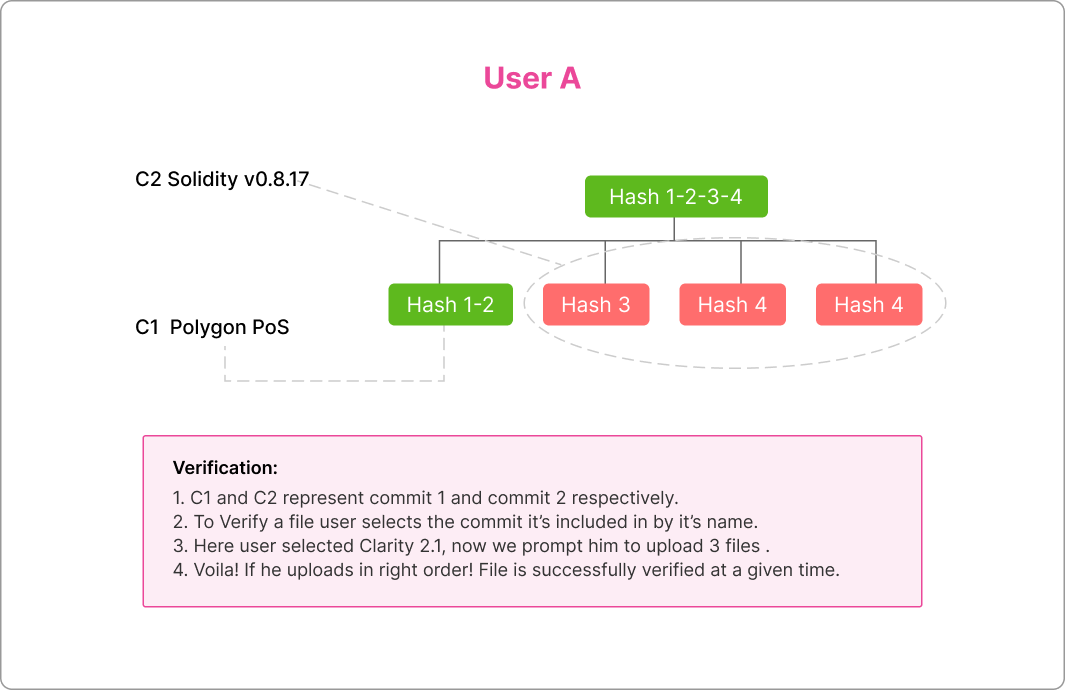 User A
C2 Solidity v0.8.17
Hash 1-2-3-4
Hash 1-2
Hash 3
Hash 4
Hash 4
C1 Polygon PoS
Verification:
1. C1 and C2 represent commit 1 and commit 2 respectively.
2. To Verify a file user selects the commit it’s included in by it’s name.
3. Here user selected Clarity 2.1, now we prompt him to upload 3 files .
4. Voila! If he uploads in right order! File is successfully verified at a given time.